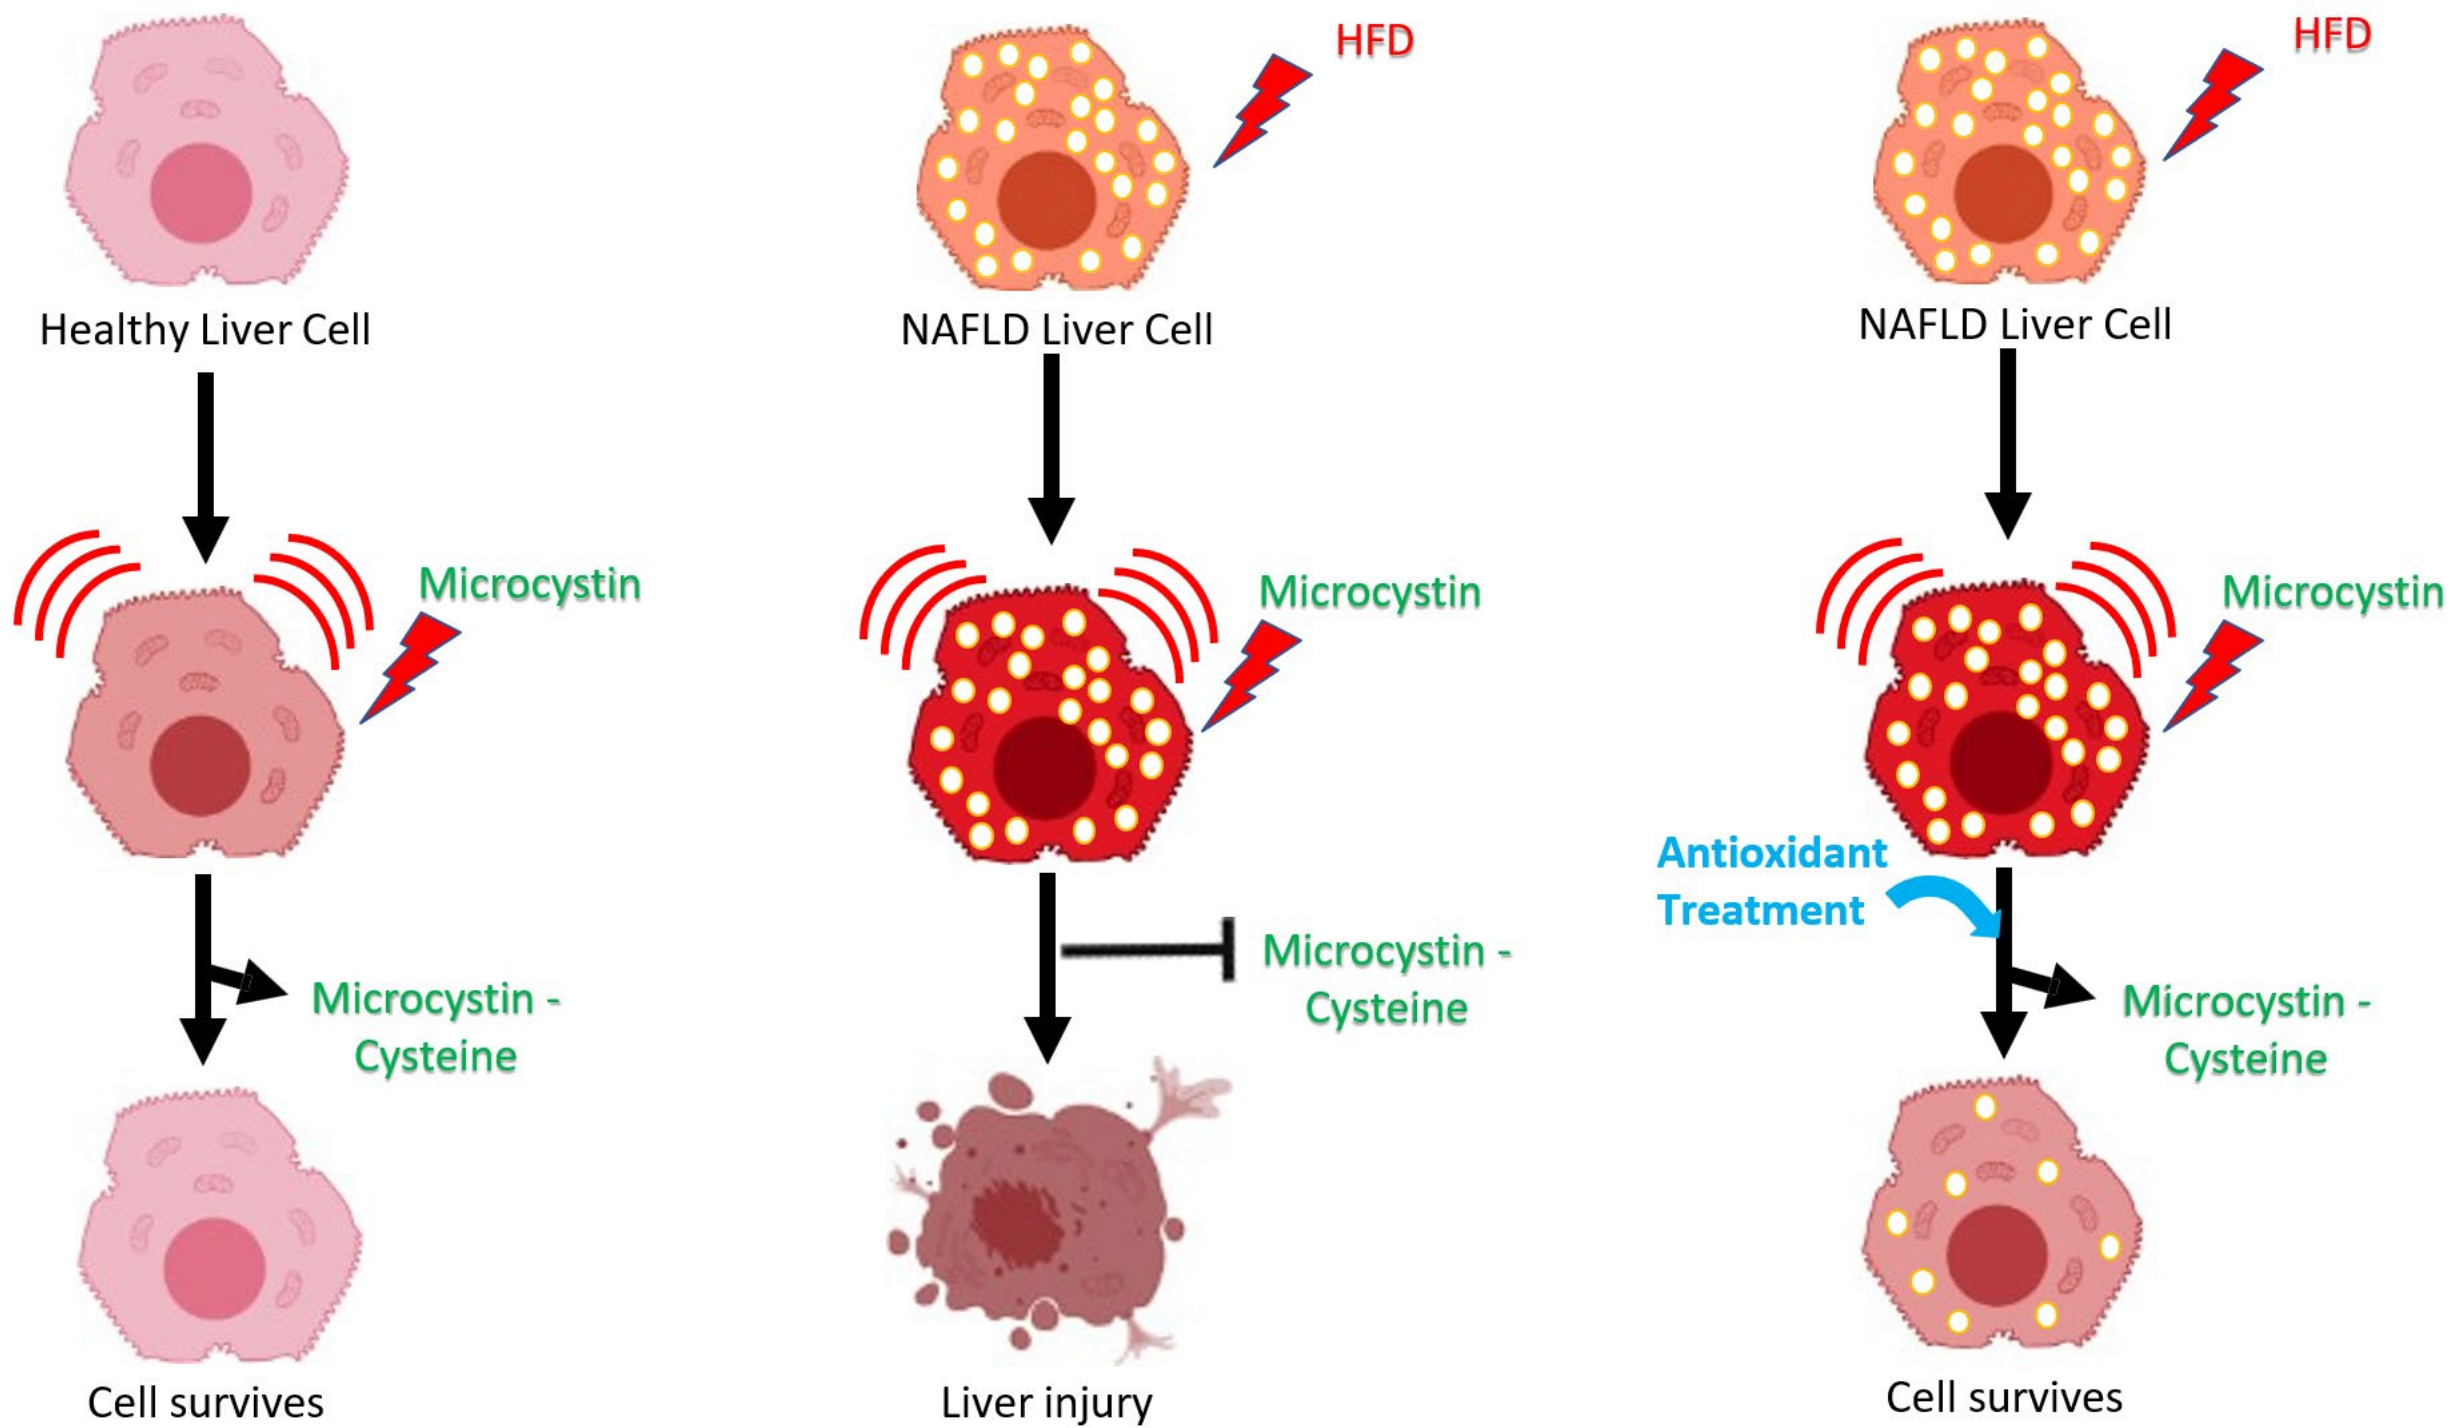 HFD
HFD
Healthy Liver Cell
NAFLD Liver Cell
NAFLD Liver Cell
Microcystin
Microcystin
Microcystin
Antioxidant
Treatment
Microcystin -
Cysteine
Microcystin -
Cysteine
Microcystin -
Cysteine
Cell survives
Liver injury
Cell survives